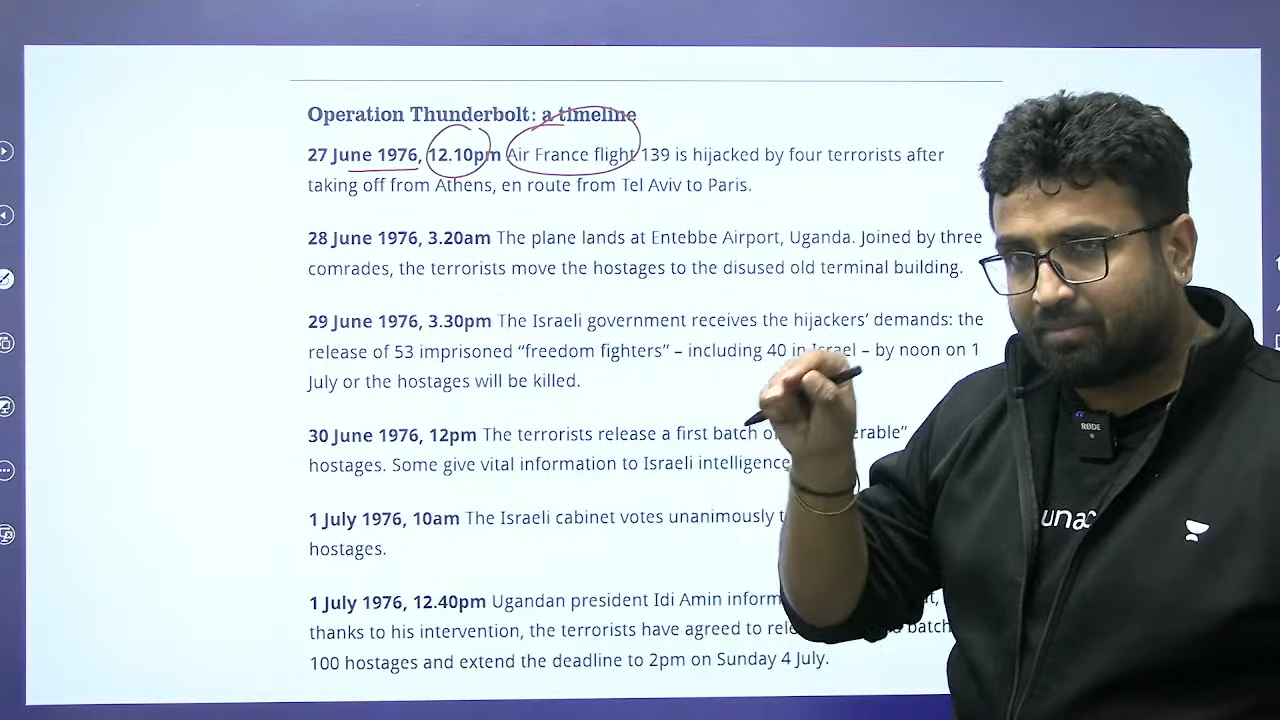 Operation Thunderbolt: a timeline
27 June 1976, 12.10pm Air France flight 139 is hijacked by four terrorists after
taking off from Athens, en route from Tel Aviv to Paris.
28 June 1976, 3.20am The plane lands at Entebbe Airport, Uganda. Joined by three
comrades, the terrorists move the hostages to the disused old terminal building.
29 June 1976, 3.30pm The Israeli government receives the hijackers’ demands: the
release of 53 imprisoned “freedom fighters” – including 40 in Israel – by noon on 1
July or the hostages will be killed.
30 June 1976, 12pm The terrorists release a first batch
hostages. Some give vital information to Israeli intelligence
1 July 1976, 10am The Israeli cabinet votes unanimously
hostages.
1 July 1976, 12.40pm Ugandan president Idi Amin
thanks to his intervention, the terrorists have agreed to batch
100 hostages and extend the deadline to 2pm on Sunday 4 July.
RØDE